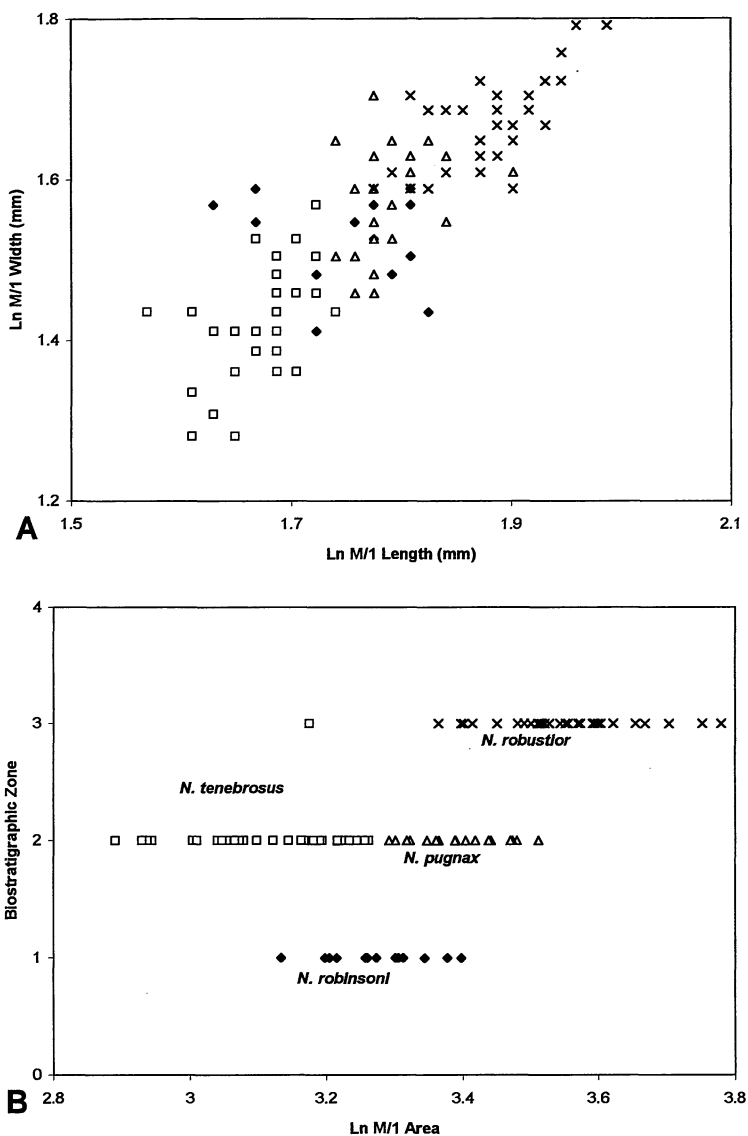 1.8
1.6
1.4
1.2
Ln M/1 Width (mm)
1.5 1.7 1.9 2.1
A
Ln M/1 Length (mm)
4
3
2
1
0
Biostratigraphic Zone
N. robustior
N. tenebrosus
N. pugnax
N. robinsoni
2.8 3 3.2 3.4 3.6 3.8
B
Ln M/1 Area